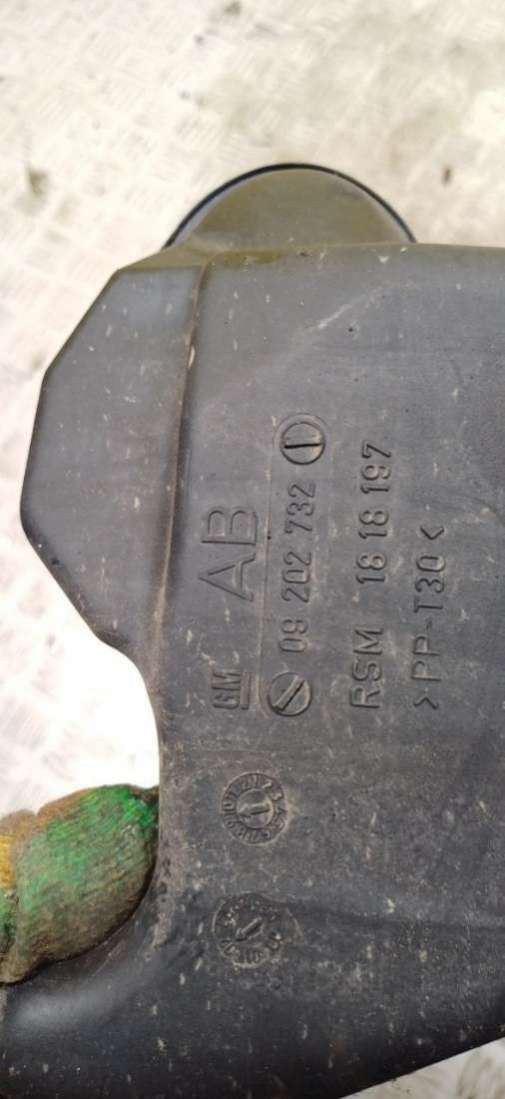 GM AB
09 202 732
RSM 18 18 197
>PP-T30<